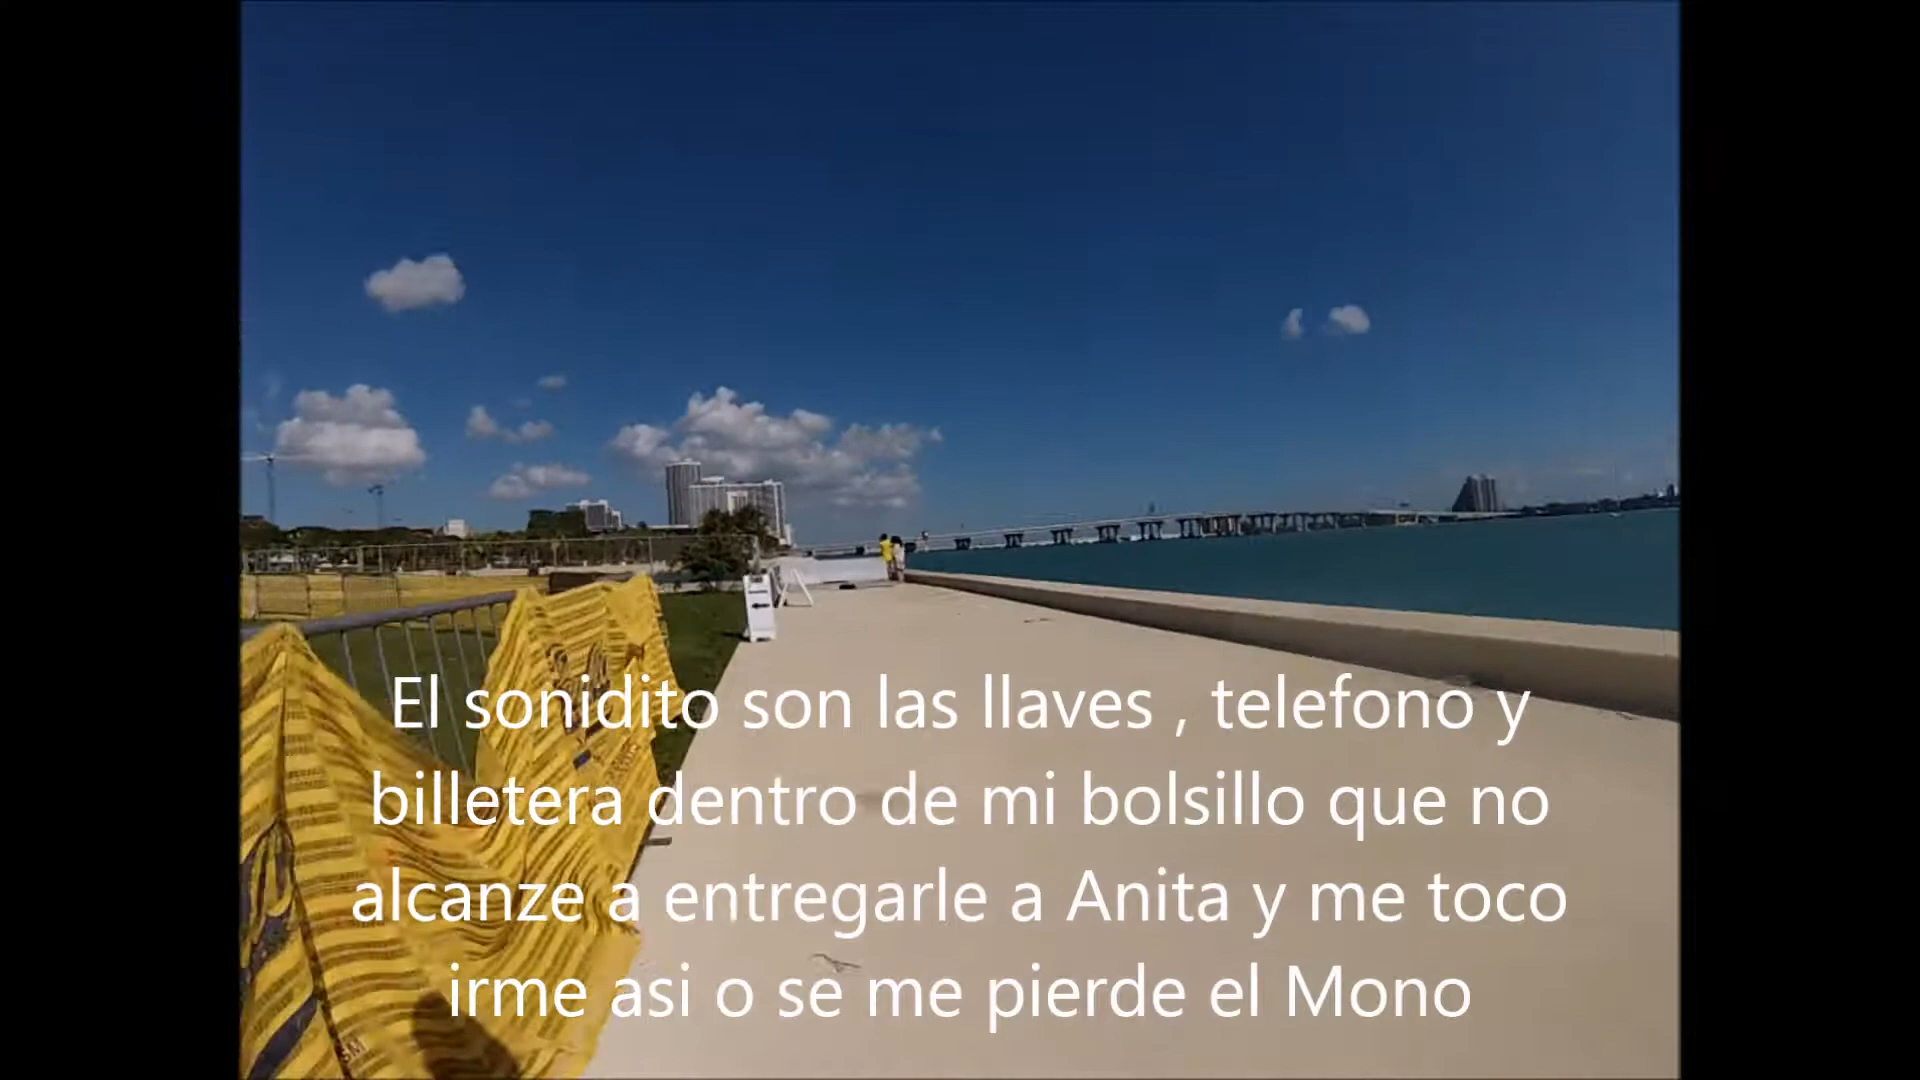 El sonidito son las llaves , telefono y
billetera dentro de mi bolsillo que no
alcanze a entregarle a Anita y me toco
irme asi o se me pierde el Mono
SM